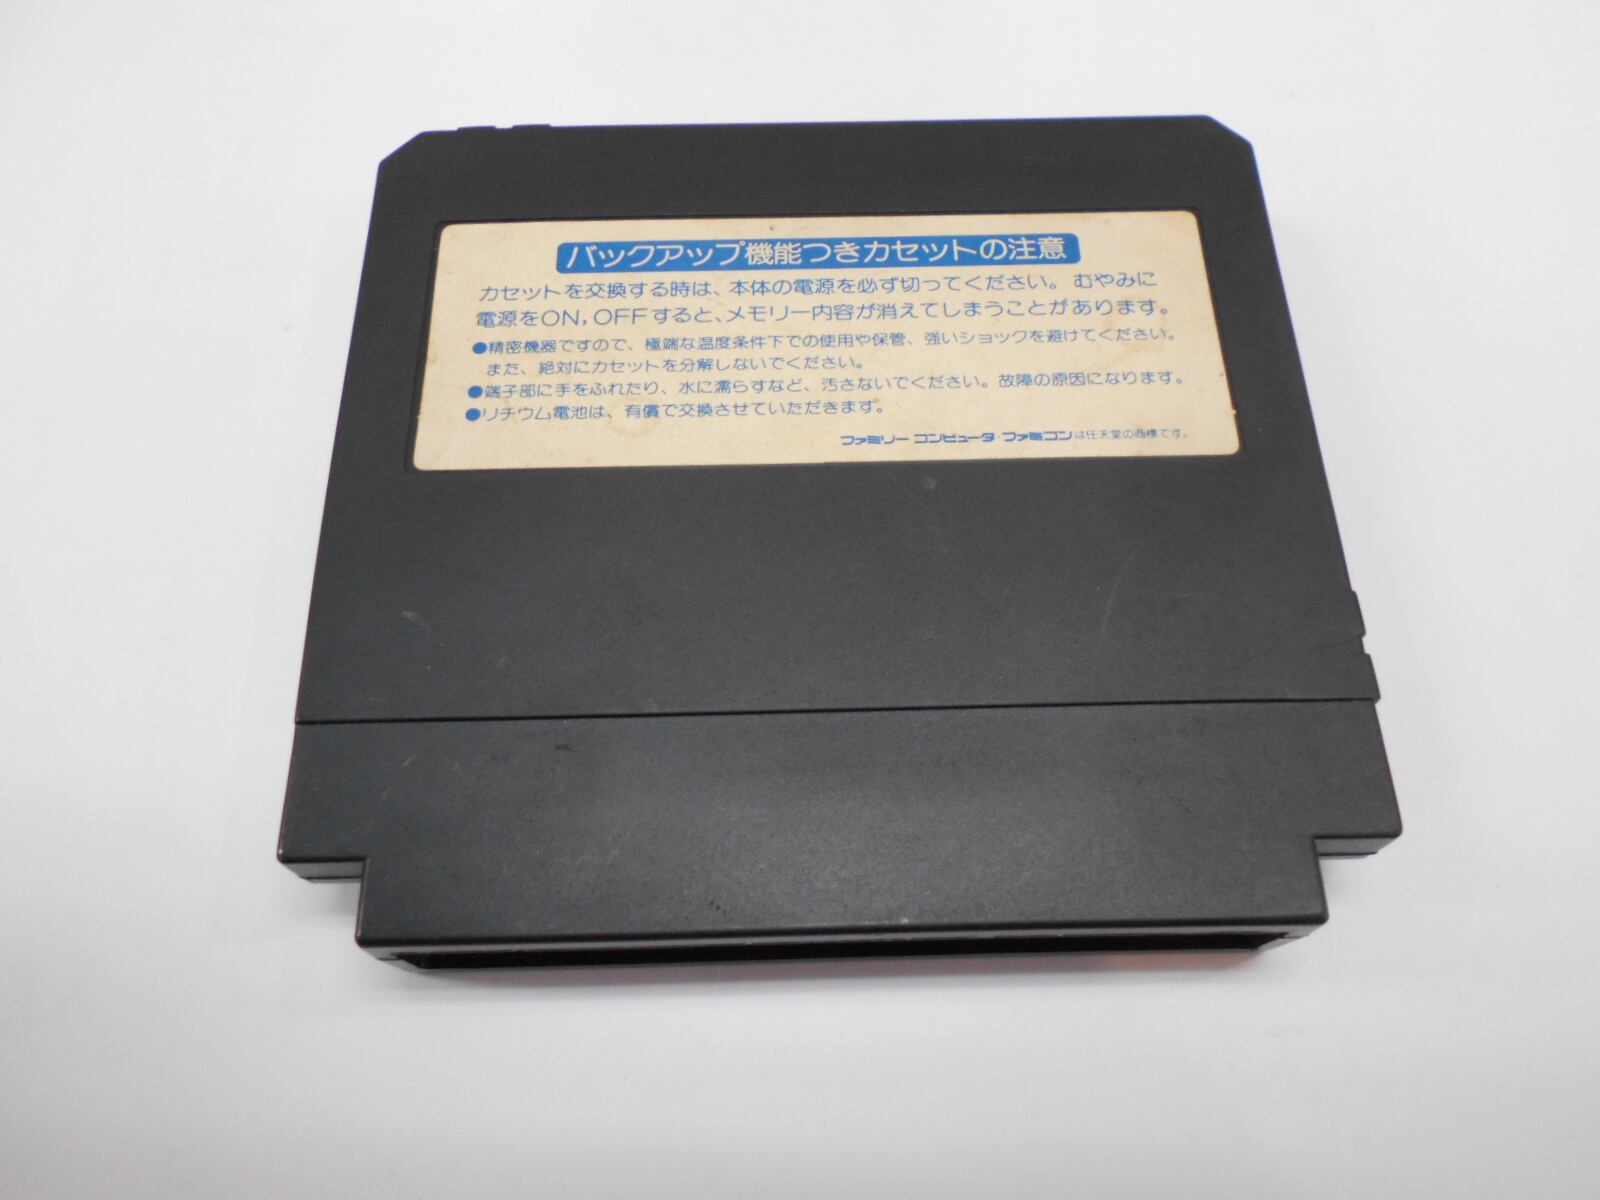 バックアップ機能つきカセットの注意
カセットを交換する時は、本体の電源を必ず切ってください。むやみに
電源をON,OFFすると、メモリー内容が消えてしまうことがあります。
●精密機器ですので、極端な温度条件下での使用や保管、強いショックを避けてください。
また、絶対にカセットを分解しないでください。
●端子部に手をふれたり、水に濡らすなど、汚さないでください。故障の原因になります。
●リチウム電池は、有償で交換させていただきます。
ファミリーコンピュータ・ファミコンは任天堂の商標です。